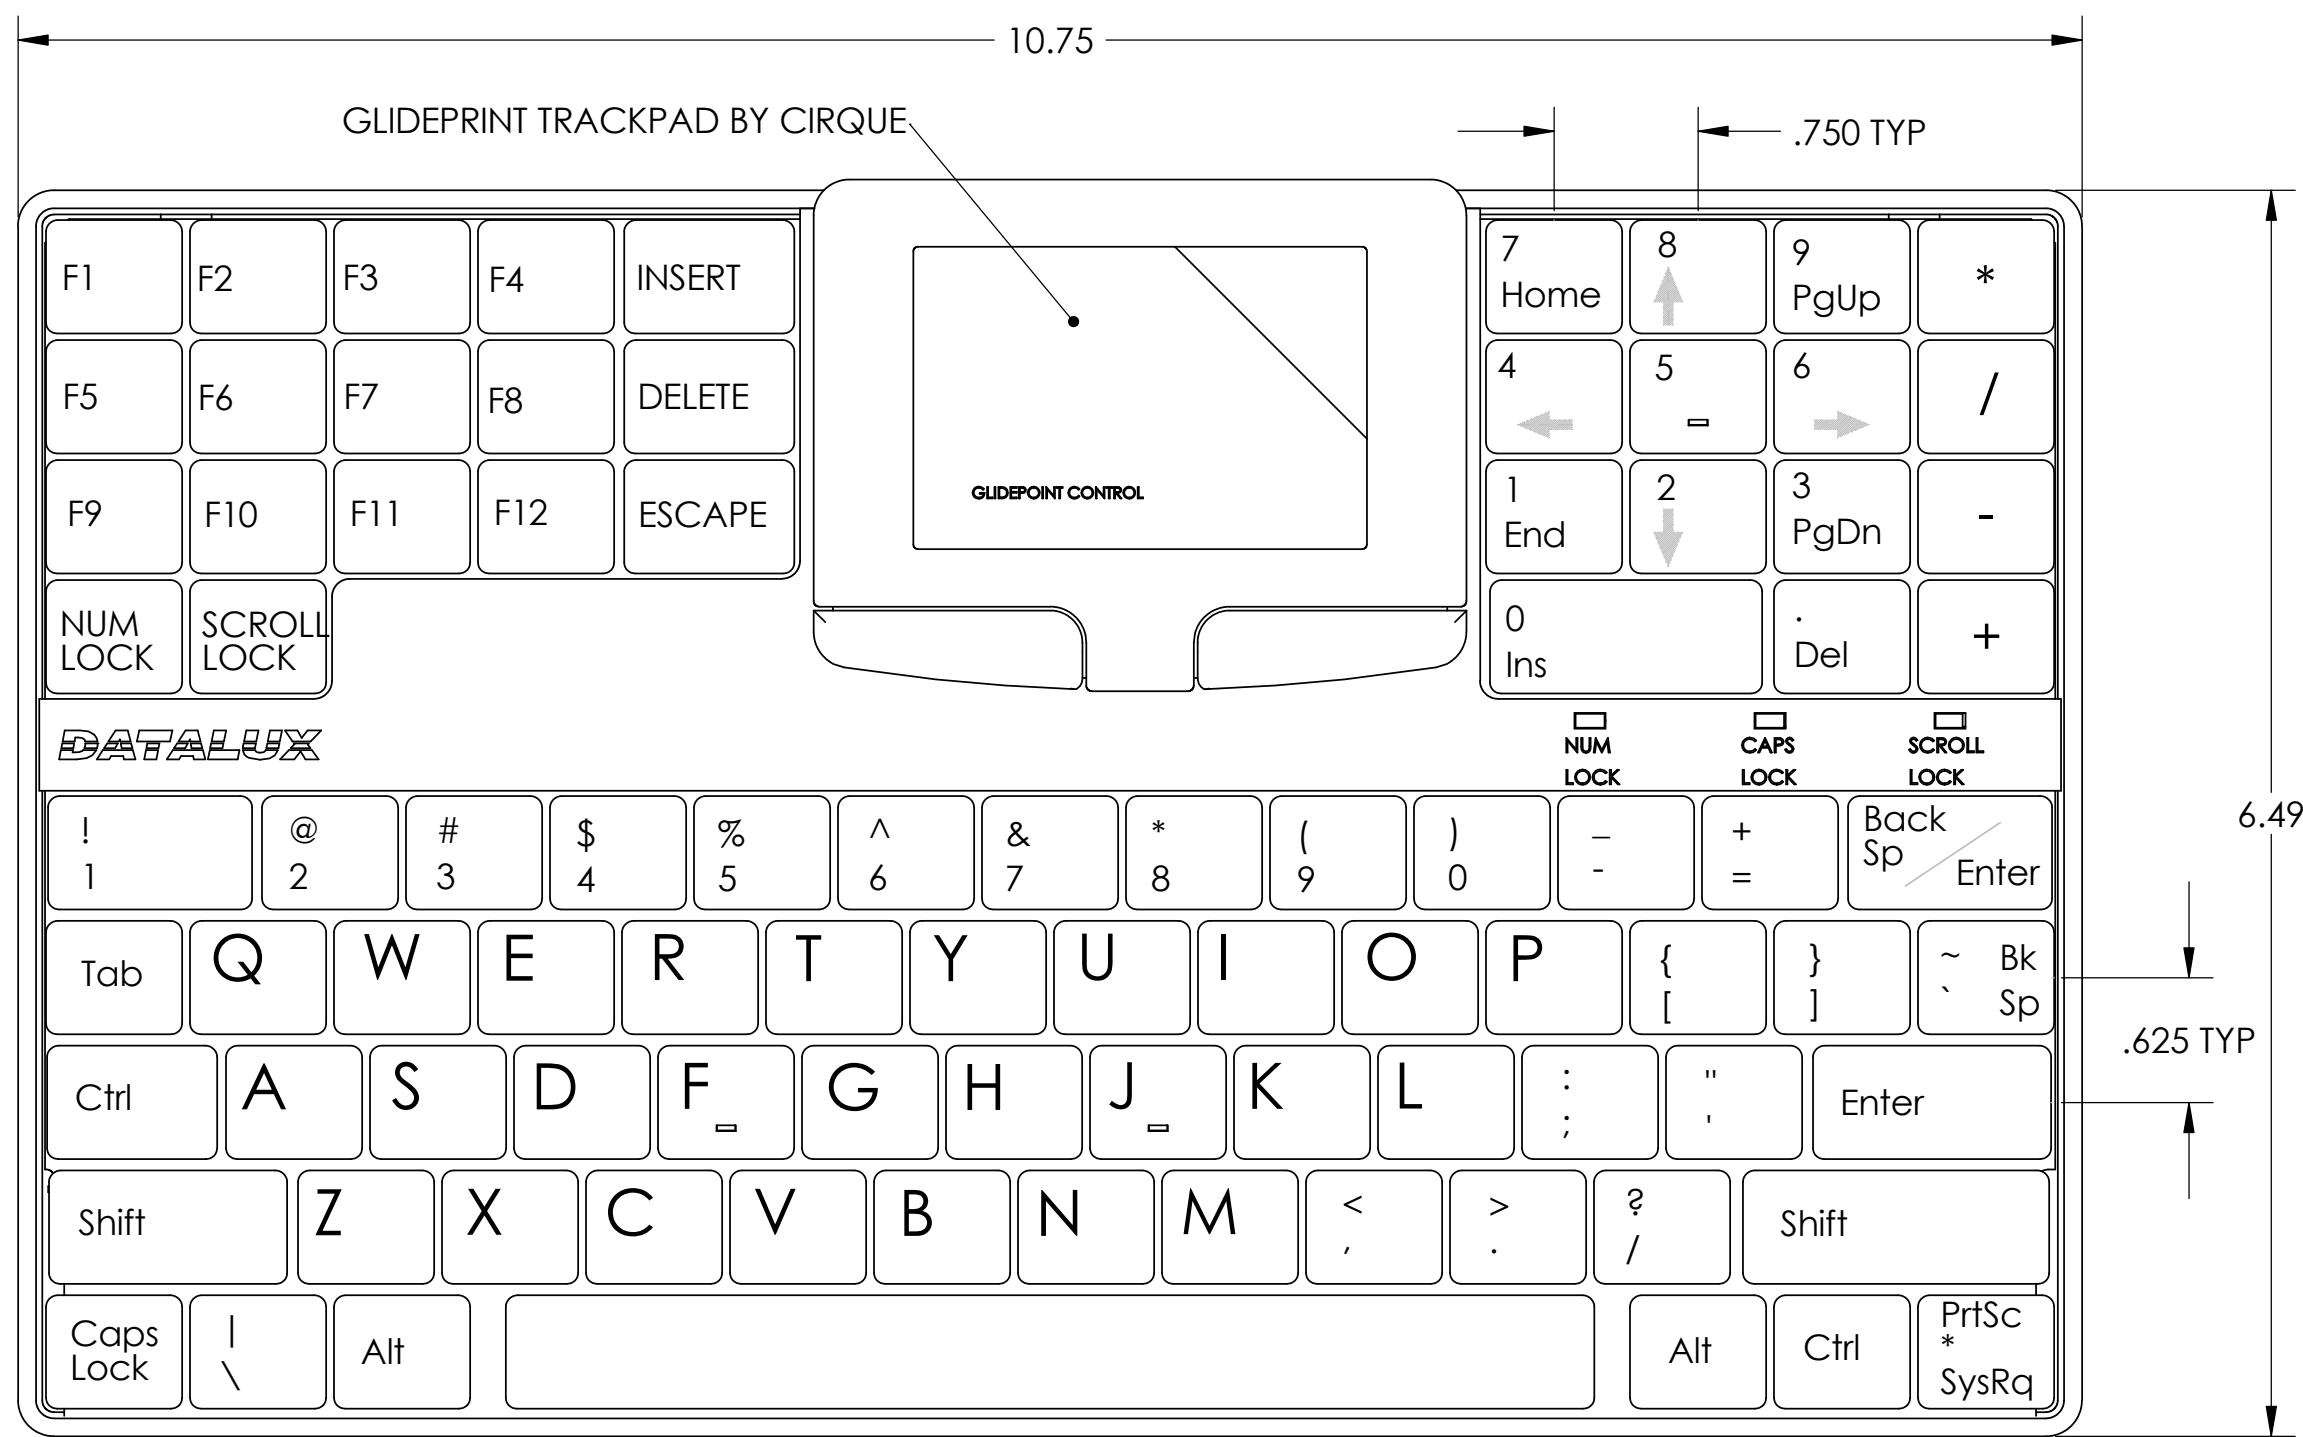 10.75
GLIDEPRINT TRACKPAD BY CIRQUE
.750 TYP
F1 F2 F3 F4 INSERT
7 8 9 *
Home PgUp
F5 F6 F7 F8 DELETE
4 5 6 /
F9 F10 F11 F12 ESCAPE
GLIDEPOINT CONTROL
1 2 3 -
End PgDn
NUM SCROLL
LOCK LOCK
0 . +
Ins Del
DATALUX
NUM CAPS SCROLL
LOCK LOCK LOCK
6.49
! @ # $ % ^ & * ( ) _ + Back
Sp
1 2 3 4 5 6 7 8 9 0 - = Enter
Tab Q W E R T Y U I O P { } ~ Bk
[ ] ` Sp
.625 TYP
Ctrl A S D F G H J K L : " Enter
; '
Shift Z X C V B N M < > ? Shift
, . /
Caps | Alt Alt Ctrl PrtSc
Lock \ *
SysRq